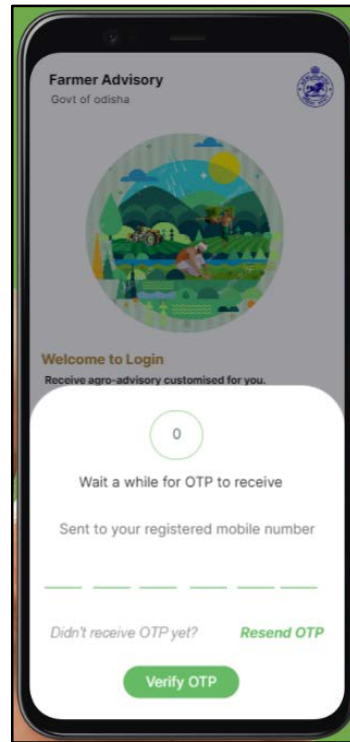 Farmer Advisory
Govt of odisha
Welcome to Login
Receive agro-advisory customised for you.
0
Wait a while for OTP to receive
Sent to your registered mobile number
Didn't receive OTP yet? Resend OTP
Verify OTP